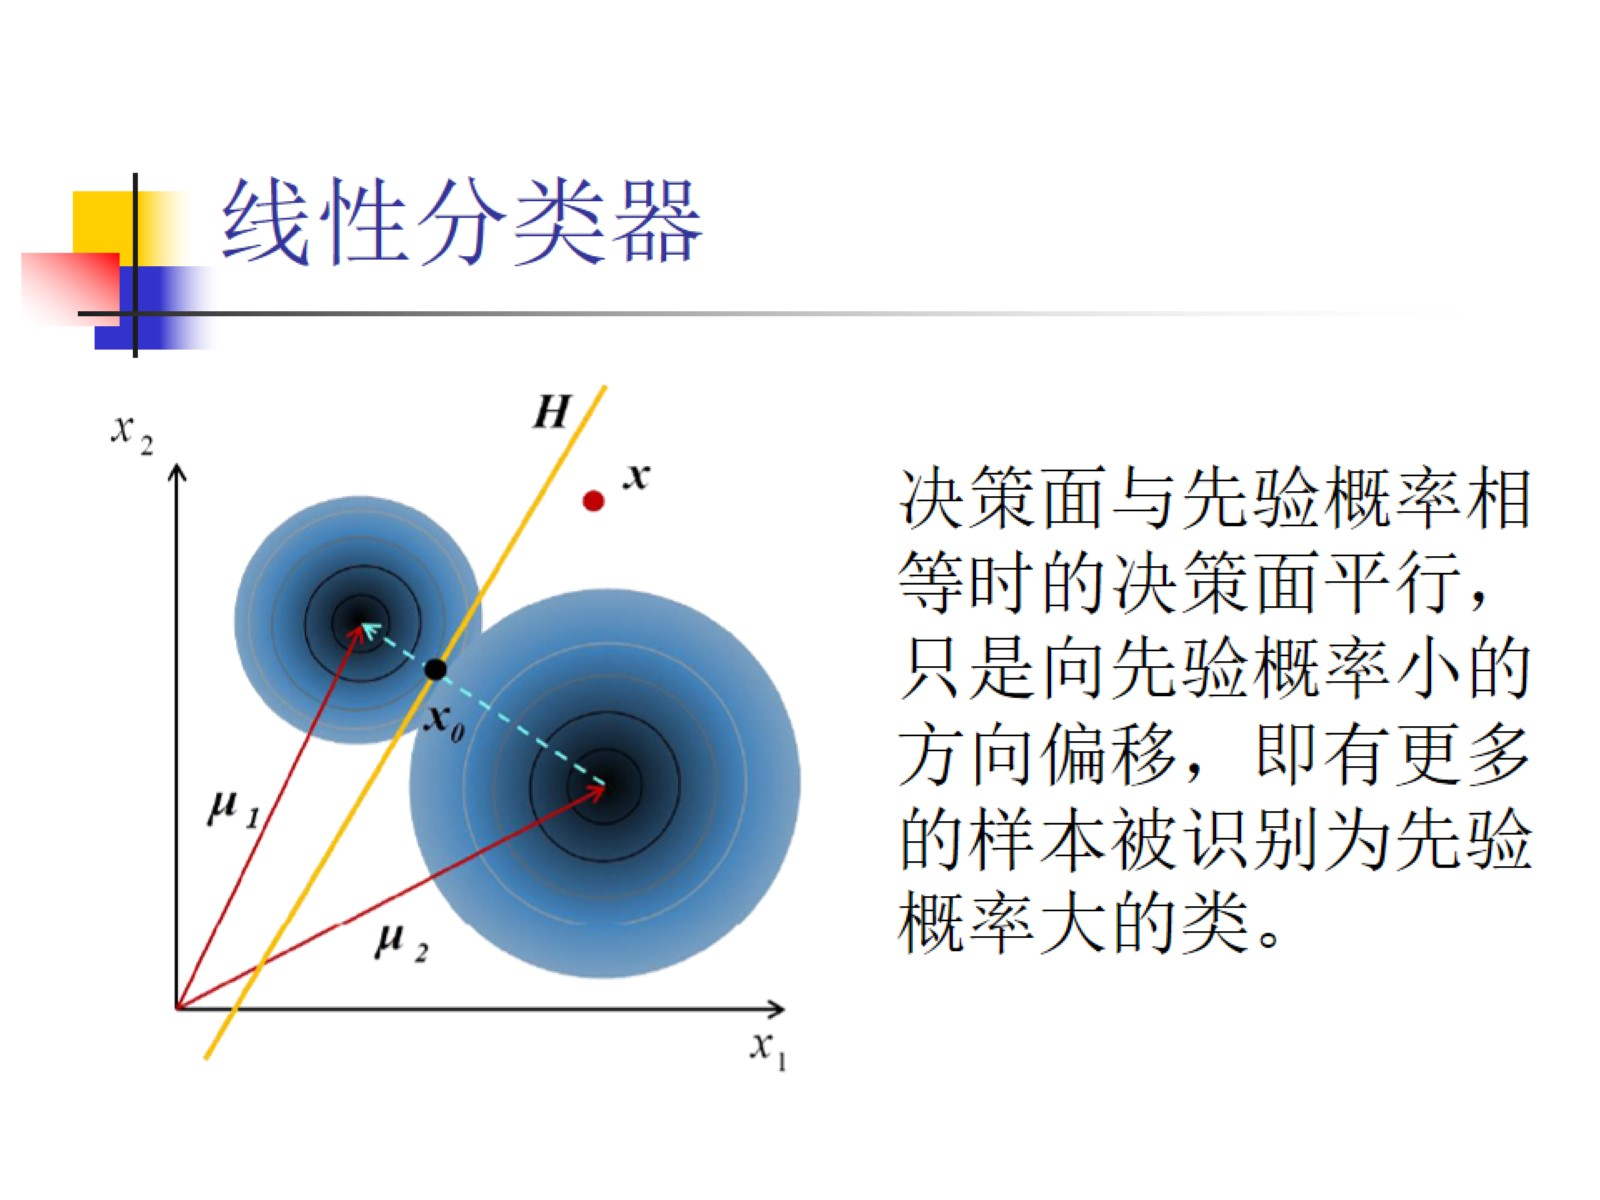 线性分类器
H
x
x2
x0
μ1
μ2
x1
决策面与先验概率相
等时的决策面平行，
只是向先验概率小的
方向偏移，即有更多
的样本被识别为先验
概率大的类。